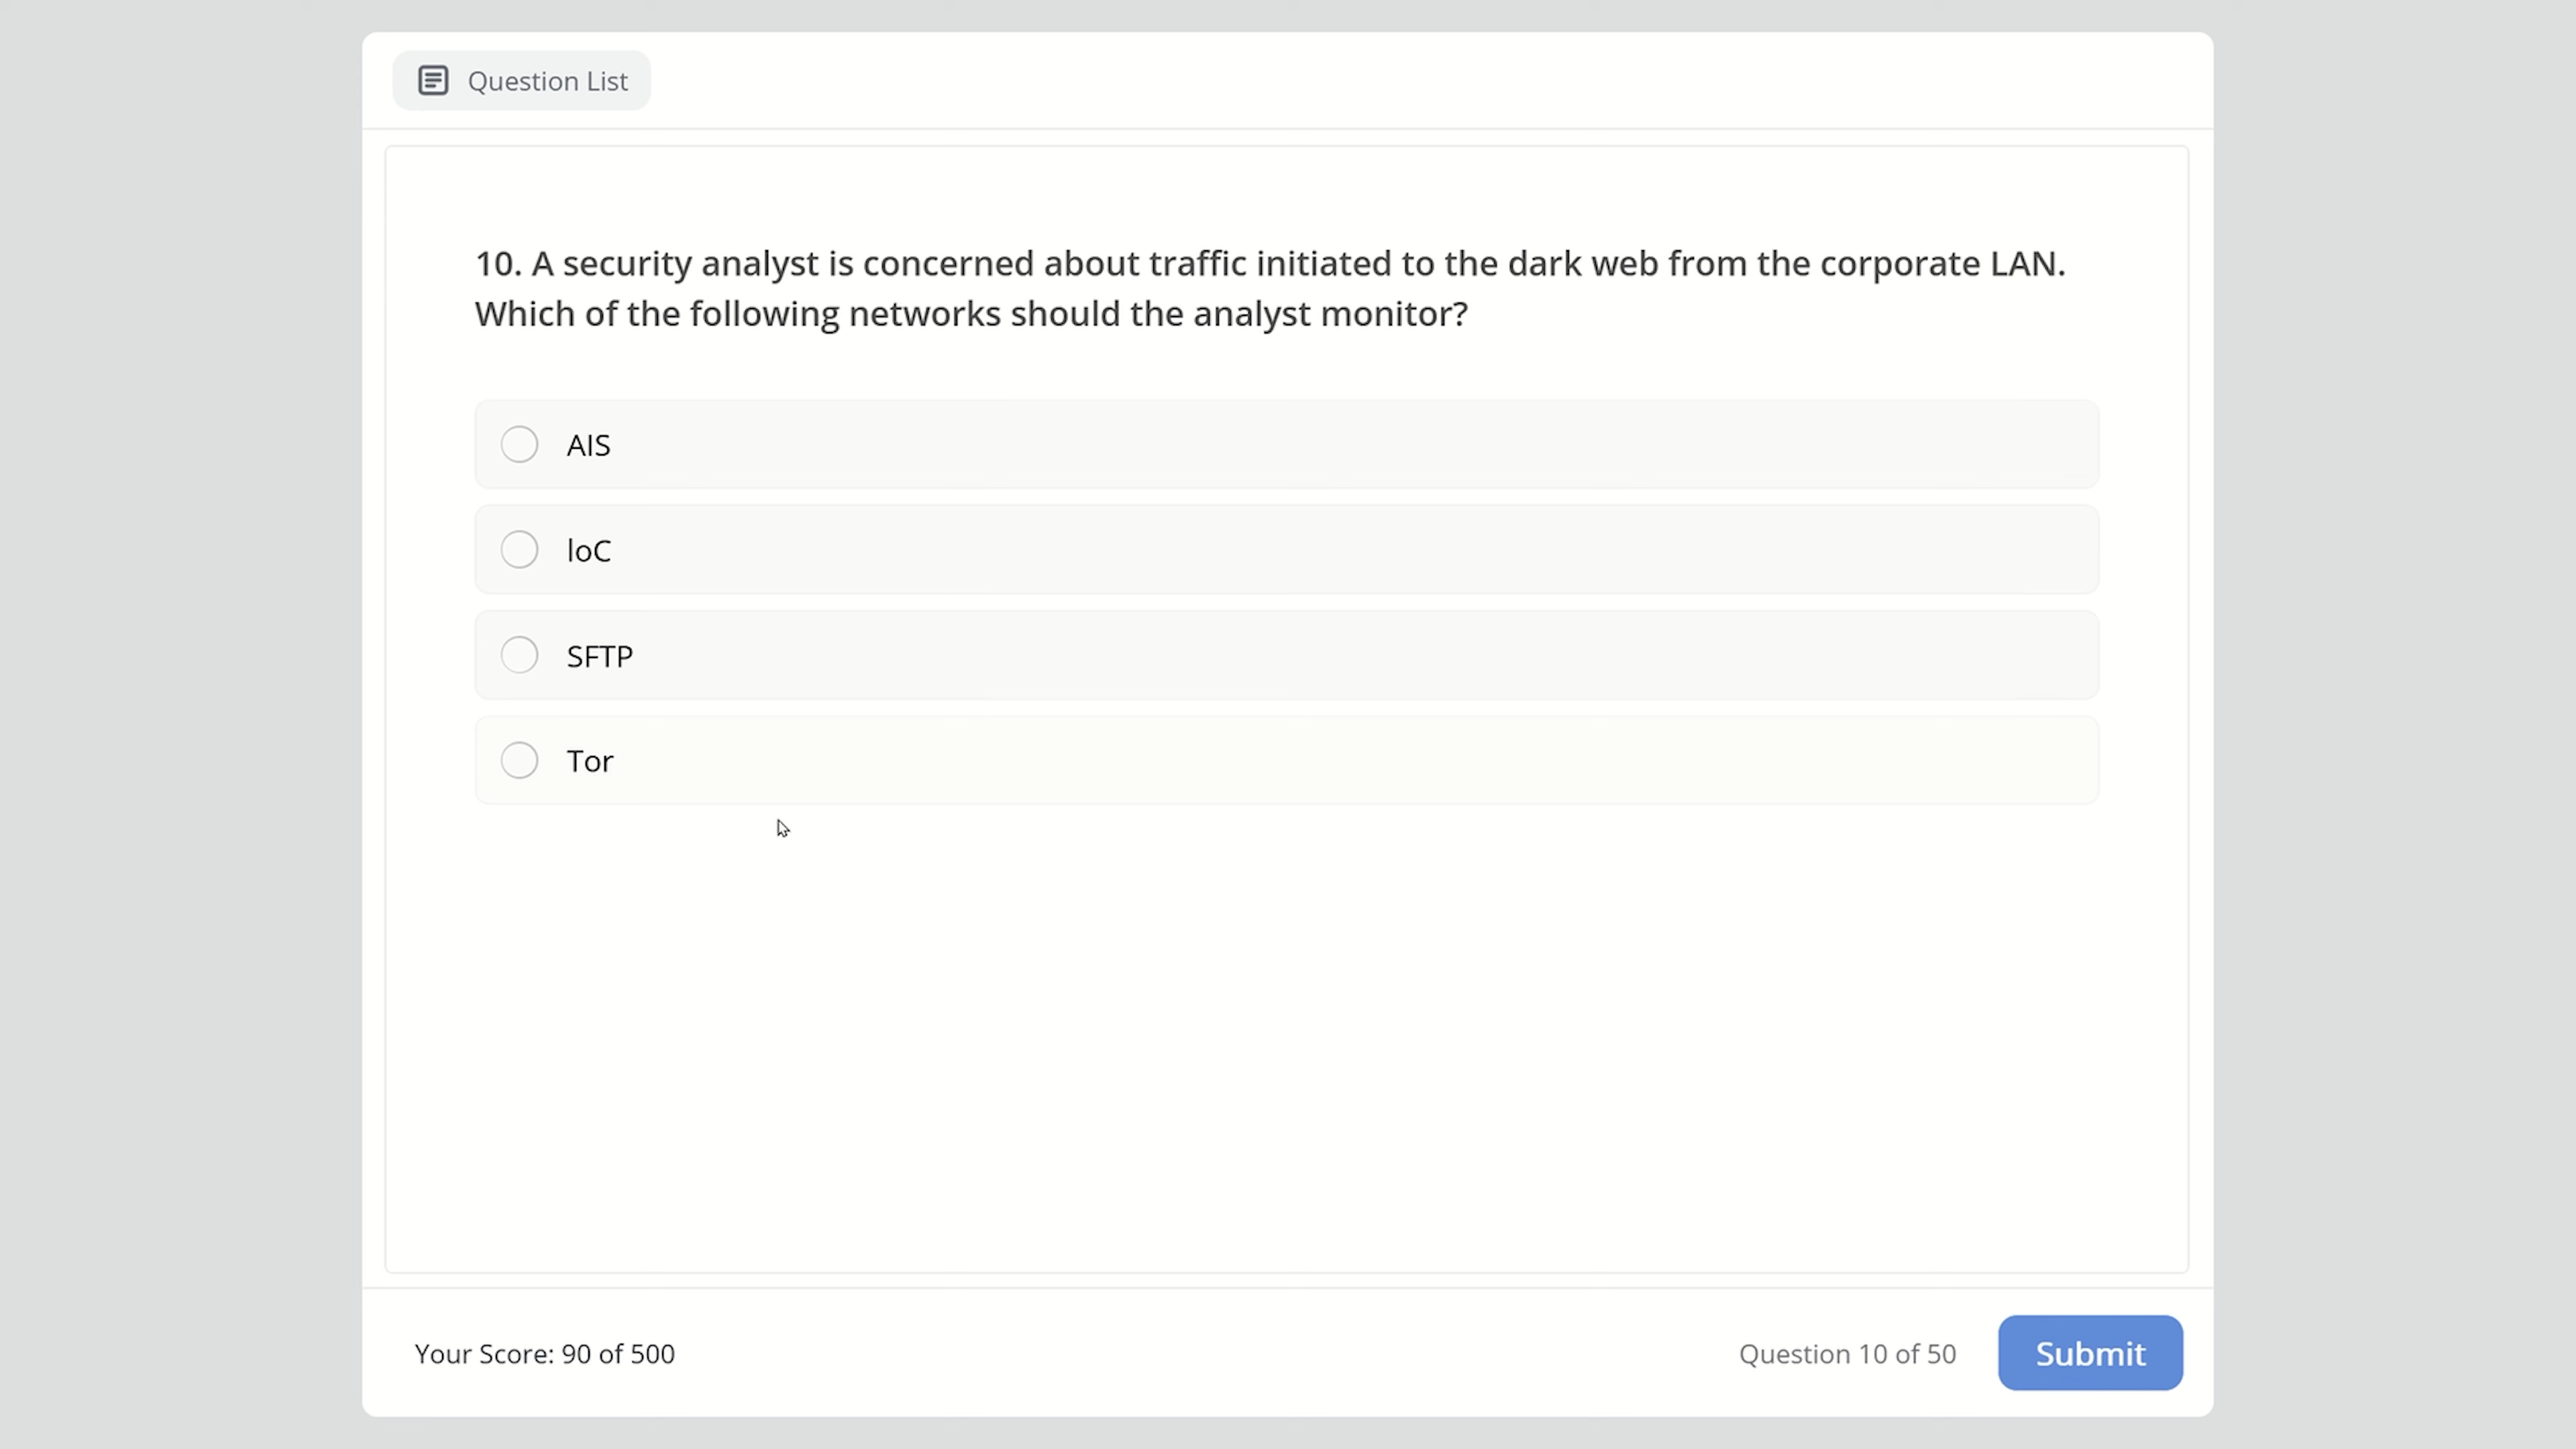 Question List
10. A security analyst is concerned about traffic initiated to the dark web from the corporate LAN.
Which of the following networks should the analyst monitor?
AIS
IoC
SFTP
Tor
Your Score: 90 of 500
Question 10 of 50
Submit